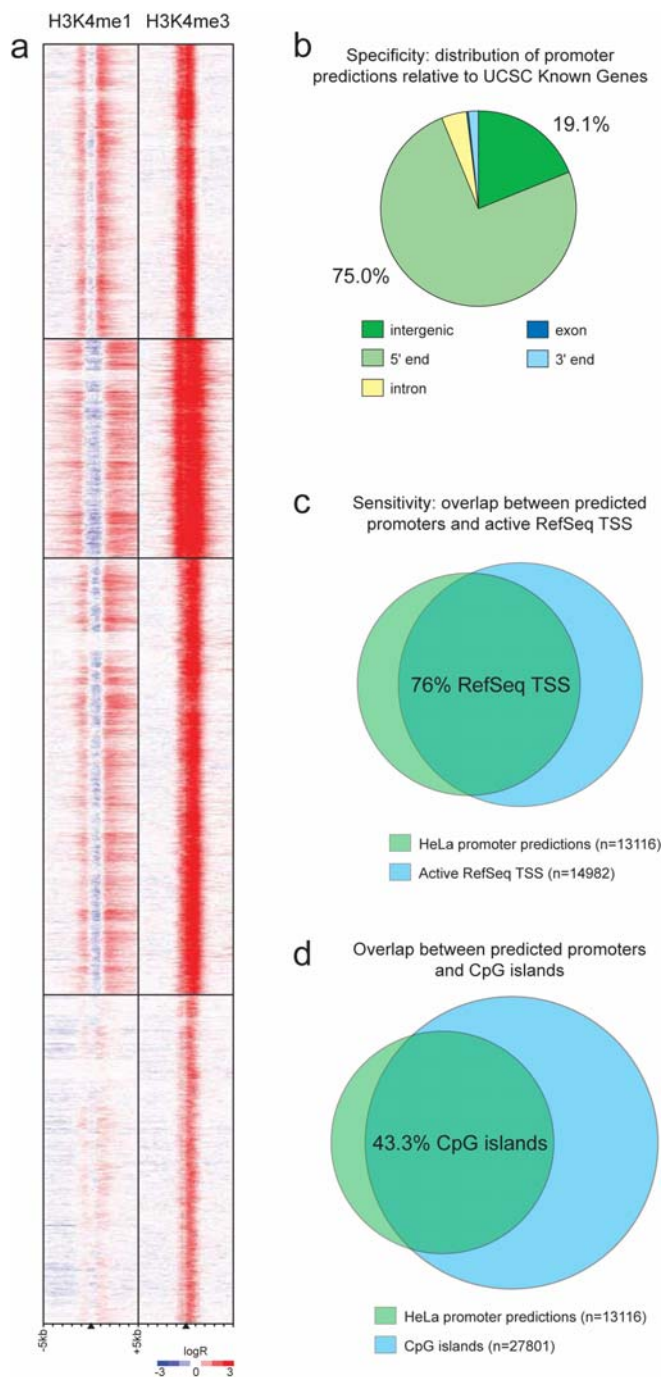 H3K4me1 H3K4me3
a
-5kb
+5kb
logR
-3 0 3
b
Specificity: distribution of promoter
predictions relative to UCSC Known Genes
19.1%
75.0%
intergenic
5' end
intron
exon
3' end
c
Sensitivity: overlap between predicted
promoters and active RefSeq TSS
76% RefSeq TSS
HeLa promoter predictions (n=13116)
Active RefSeq TSS (n=14982)
d
Overlap between predicted promoters
and CpG islands
43.3% CpG islands
HeLa promoter predictions (n=13116)
CpG islands (n=27801)